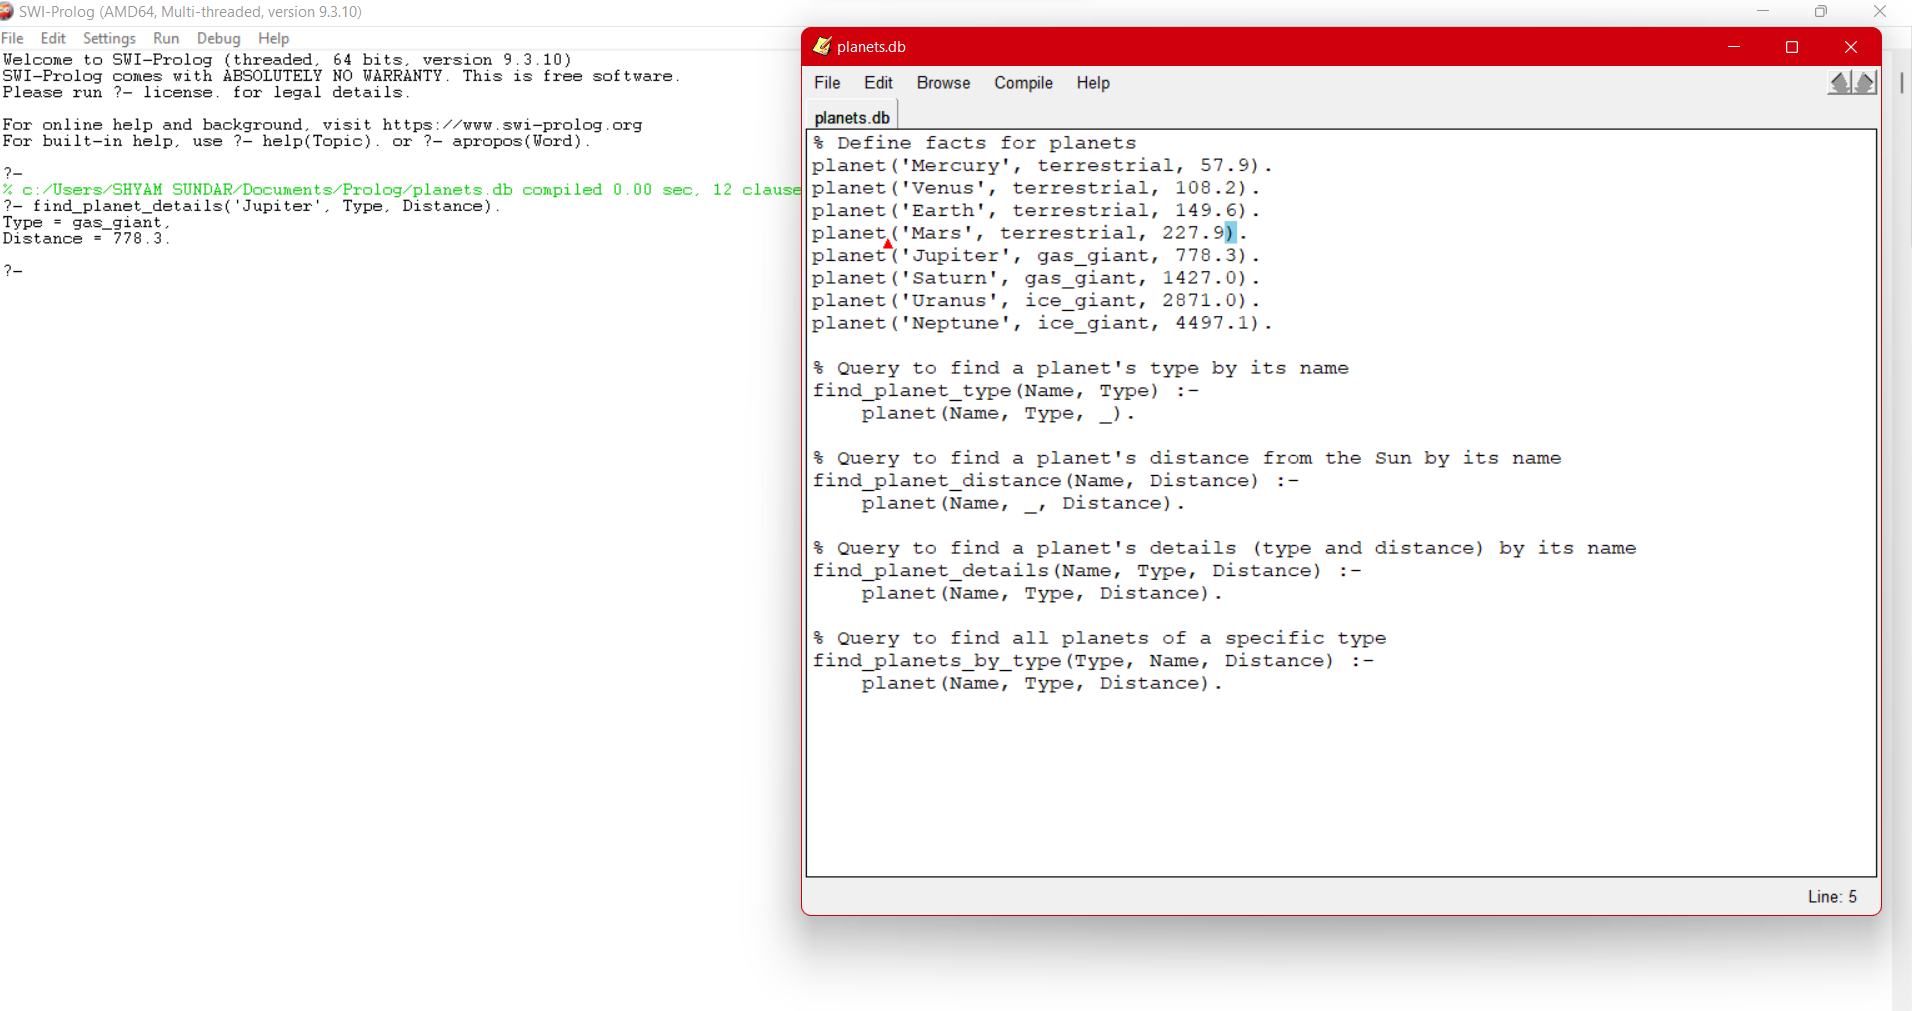 SWI-Prolog (AMD64, Multi-threaded, version 9.3.10)
File Edit Settings Run Debug Help
Welcome to SWI-Prolog (threaded, 64 bits, version 9.3.10)
SWI-Prolog comes with ABSOLUTELY NO WARRANTY. This is free software.
Please run ?- license. for legal details.
For online help and background, visit https://www.swi-prolog.org
For built-in help, use ?- help(Topic). or ?- apropos(Word).
?-
% c:/Users/SHYAM SUNDAR/Documents/Prolog/planets.db compiled 0.00 sec, 12 clause
?- find_planet_details('Jupiter', Type, Distance).
Type = gas_giant,
Distance = 778.3.
?-
planets.db
File Edit Browse Compile Help
planets.db
% Define facts for planets
planet('Mercury', terrestrial, 57.9).
planet('Venus', terrestrial, 108.2).
planet('Earth', terrestrial, 149.6).
planet('Mars', terrestrial, 227.9).
planet('Jupiter', gas_giant, 778.3).
planet('Saturn', gas_giant, 1427.0).
planet('Uranus', ice_giant, 2871.0).
planet('Neptune', ice_giant, 4497.1).
% Query to find a planet's type by its name
find_planet_type(Name, Type) :-
planet(Name, Type, _).
% Query to find a planet's distance from the Sun by its name
find_planet_distance(Name, Distance) :-
planet(Name, _, Distance).
% Query to find a planet's details (type and distance) by its name
find_planet_details(Name, Type, Distance) :-
planet(Name, Type, Distance).
% Query to find all planets of a specific type
find_planets_by_type(Type, Name, Distance) :-
planet(Name, Type, Distance).
Line: 5